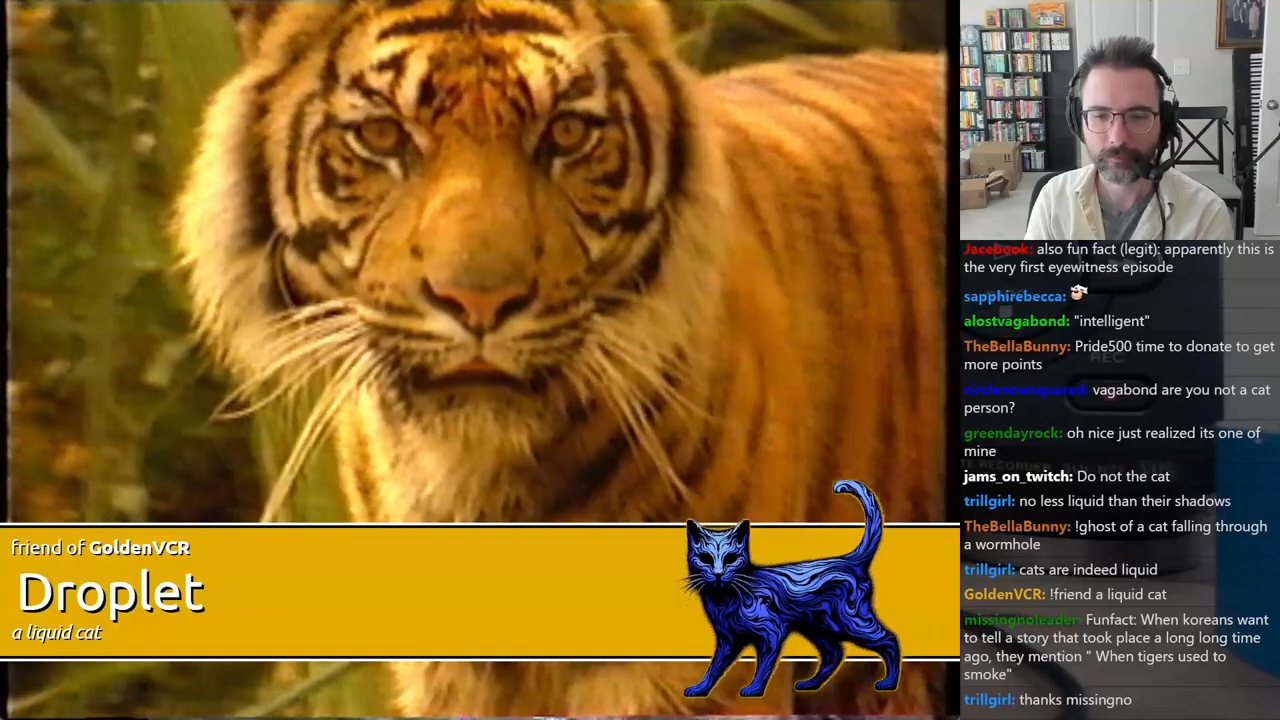 friend of GoldenVCR
Droplet
a liquid cat
Jacebook: also fun fact (legit): apparently this is
the very first eyewitness episode
sapphirebecca:
alostvagabond: "intelligent"
TheBellaBunny: Pride500 time to donate to get
more points
circlenowsquared: vagabond are you not a cat
person?
greendayrock: oh nice just realized its one of
mine
jams_on_twitch: Do not the cat
trillgirl: no less liquid than their shadows
TheBellaBunny: !ghost of a cat falling through
a wormhole
trillgirl: cats are indeed liquid
GoldenVCR: !friend a liquid cat
missingnoleader: Funfact: When koreans want
to tell a story that took place a long long time
ago, they mention " When tigers used to
smoke"
trillgirl: thanks missingno
REC